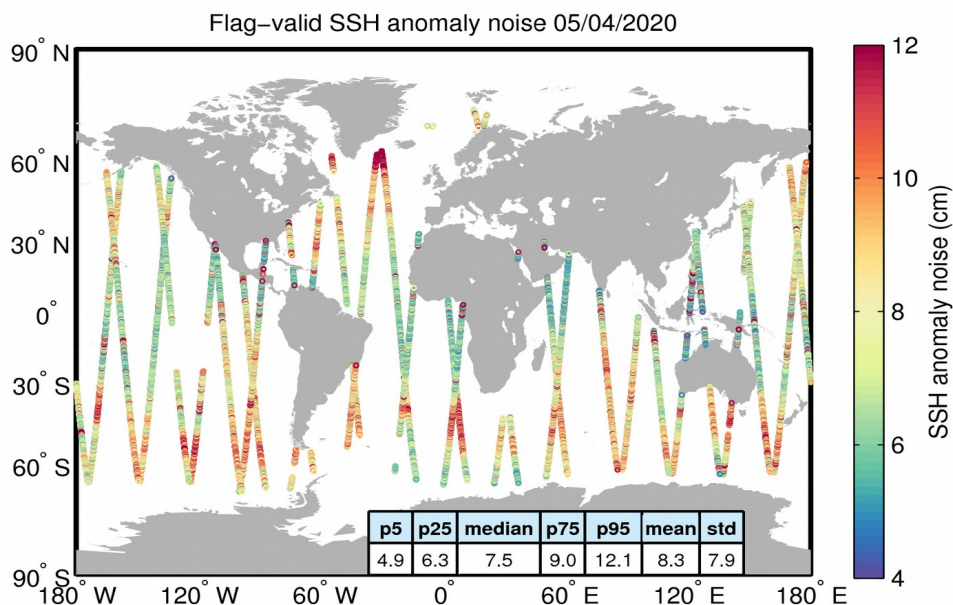 Flag−valid SSH anomaly noise 05/04/2020
90° N
60° N
30° N
0°
30° S
60° S
90° S
180° W
120° W
60° W
0°
60° E
120° E
180° E
p5 p25 median p75 p95 mean std
4.9 6.3 7.5 9.0 12.1 8.3 7.9
12
10
8
6
4
SSH anomaly noise (cm)